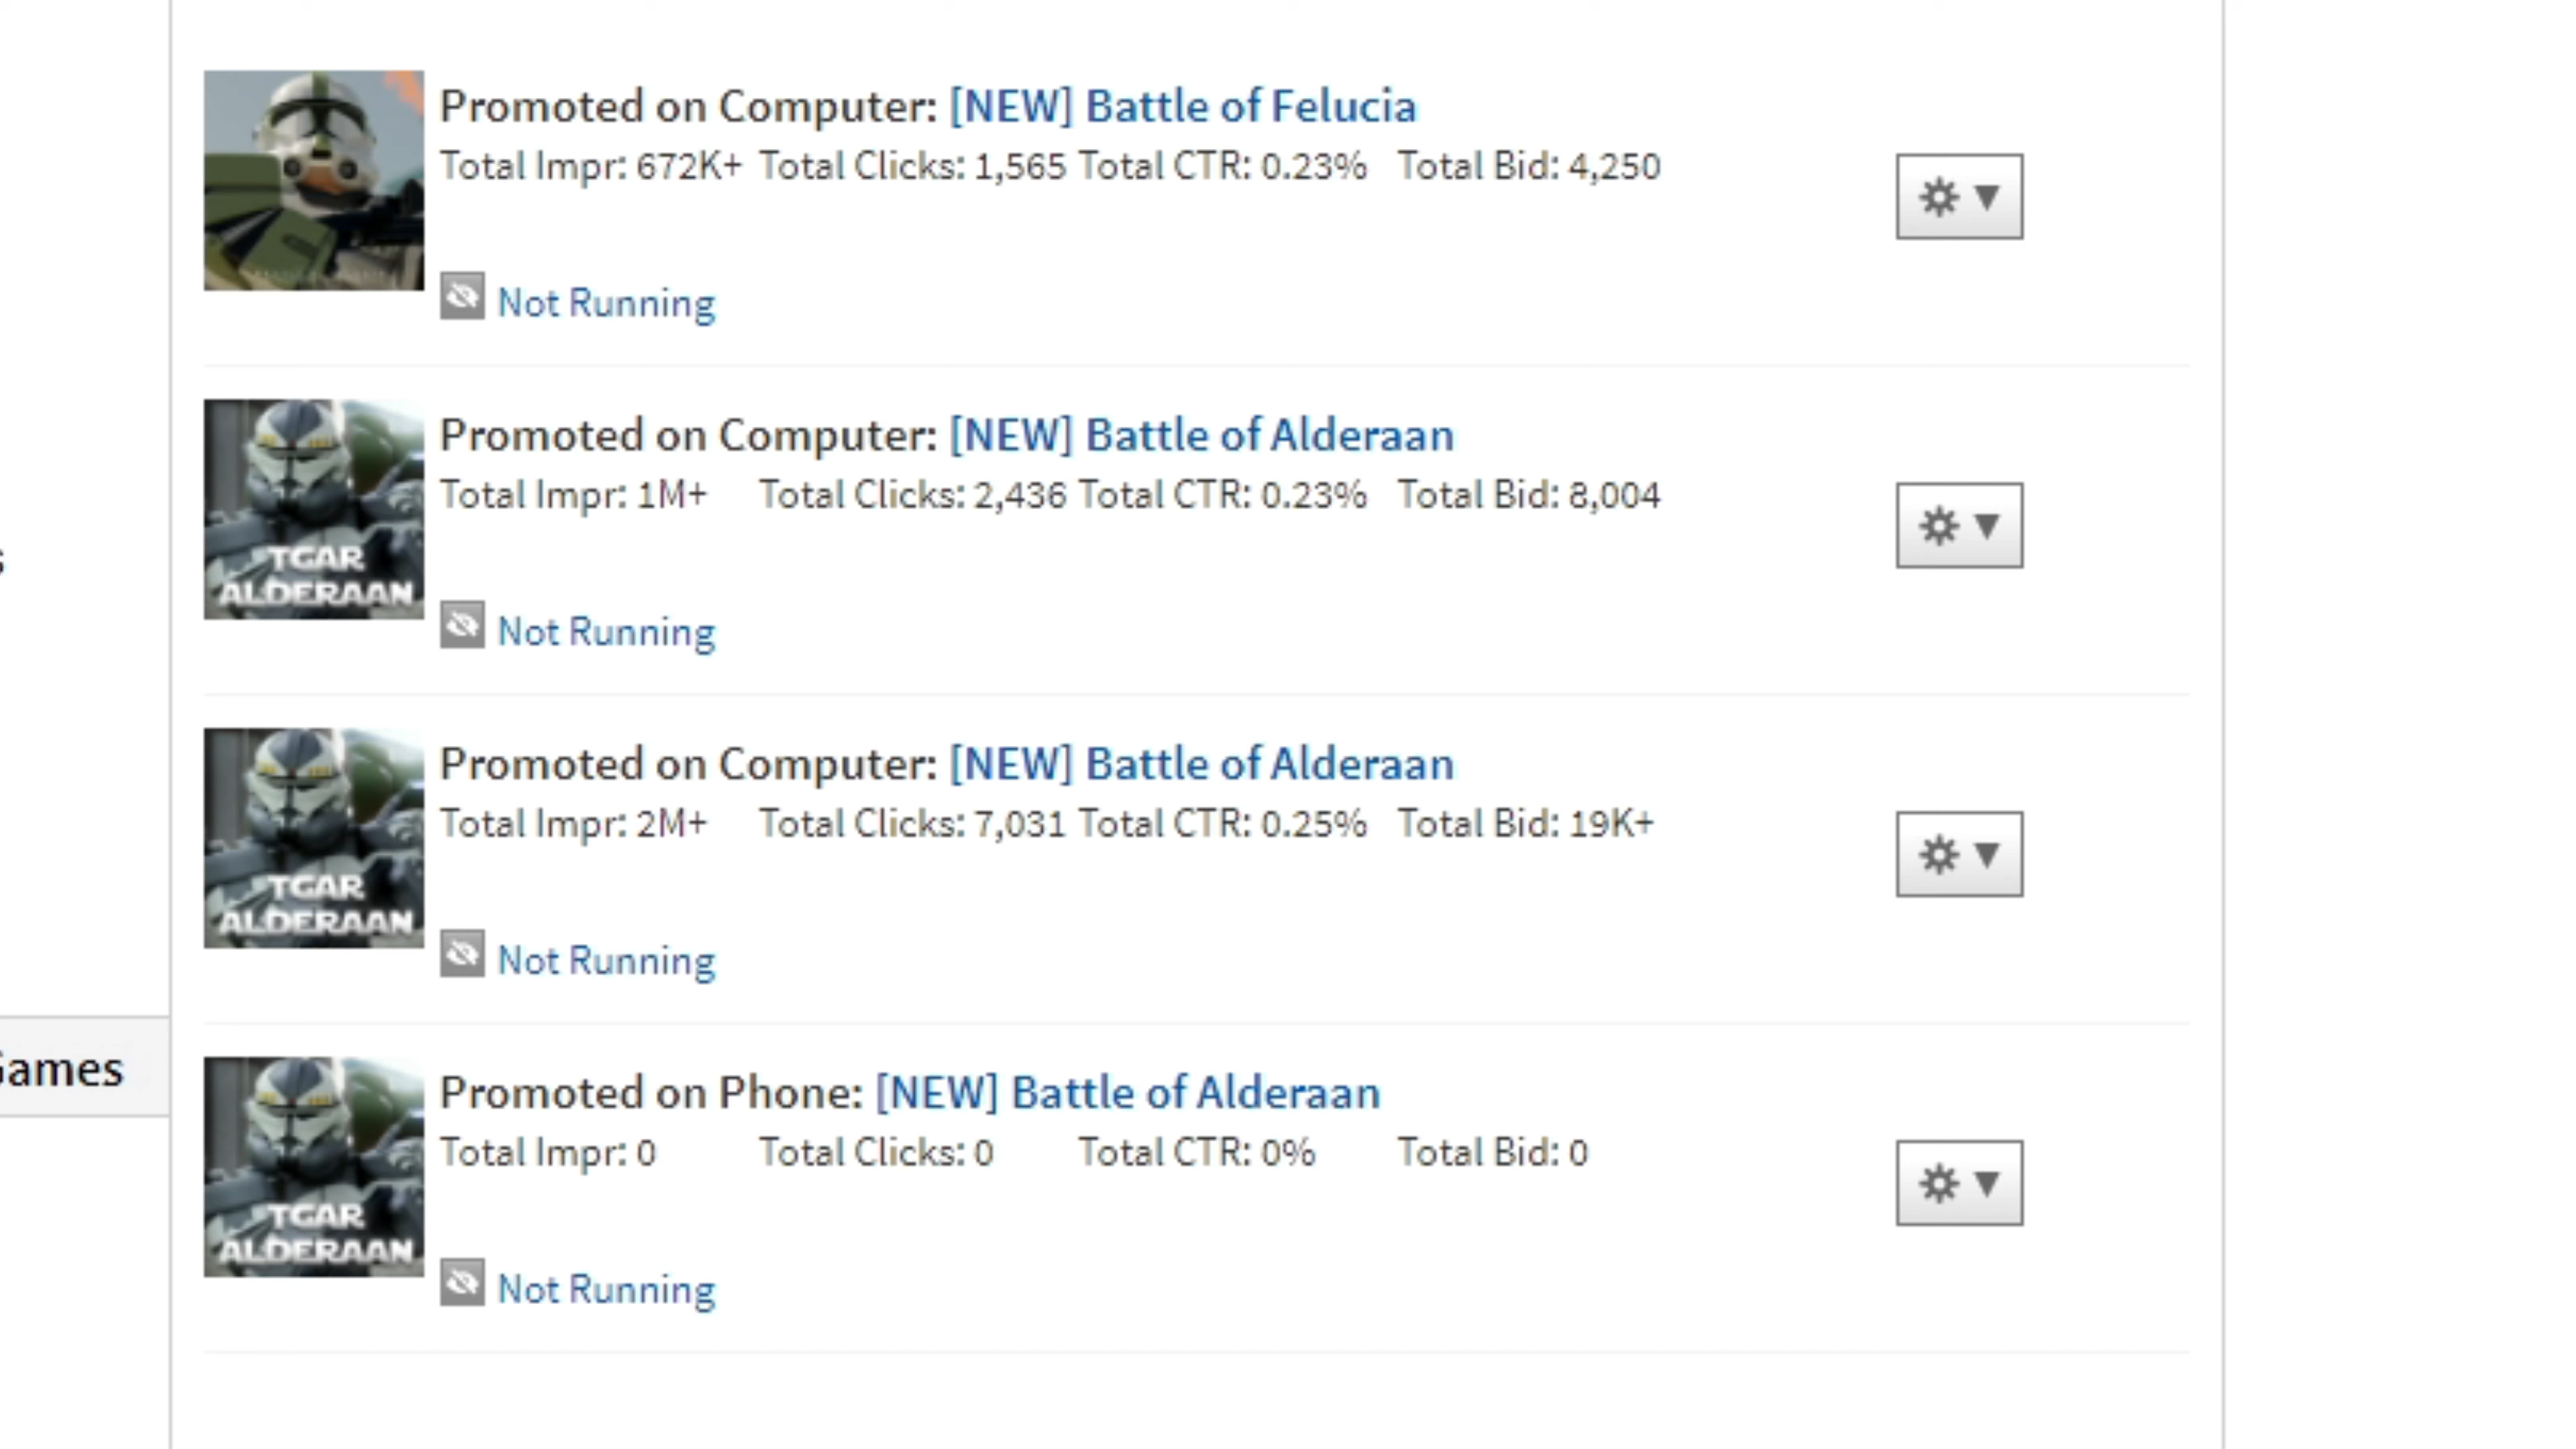 Promoted on Computer: [NEW] Battle of Felucia
Total Impr: 672K+ Total Clicks: 1,565 Total CTR: 0.23% Total Bid: 4,250
Not Running
Promoted on Computer: [NEW] Battle of Alderaan
Total Impr: 1M+ Total Clicks: 2,436 Total CTR: 0.23% Total Bid: 8,004
TGAR
ALDERAAN
Not Running
Promoted on Computer: [NEW] Battle of Alderaan
Total Impr: 2M+ Total Clicks: 7,031 Total CTR: 0.25% Total Bid: 19K+
TGAR
ALDERAAN
Not Running
Games
Promoted on Phone: [NEW] Battle of Alderaan
Total Impr: 0 Total Clicks: 0 Total CTR: 0% Total Bid: 0
TGAR
ALDERAAN
Not Running